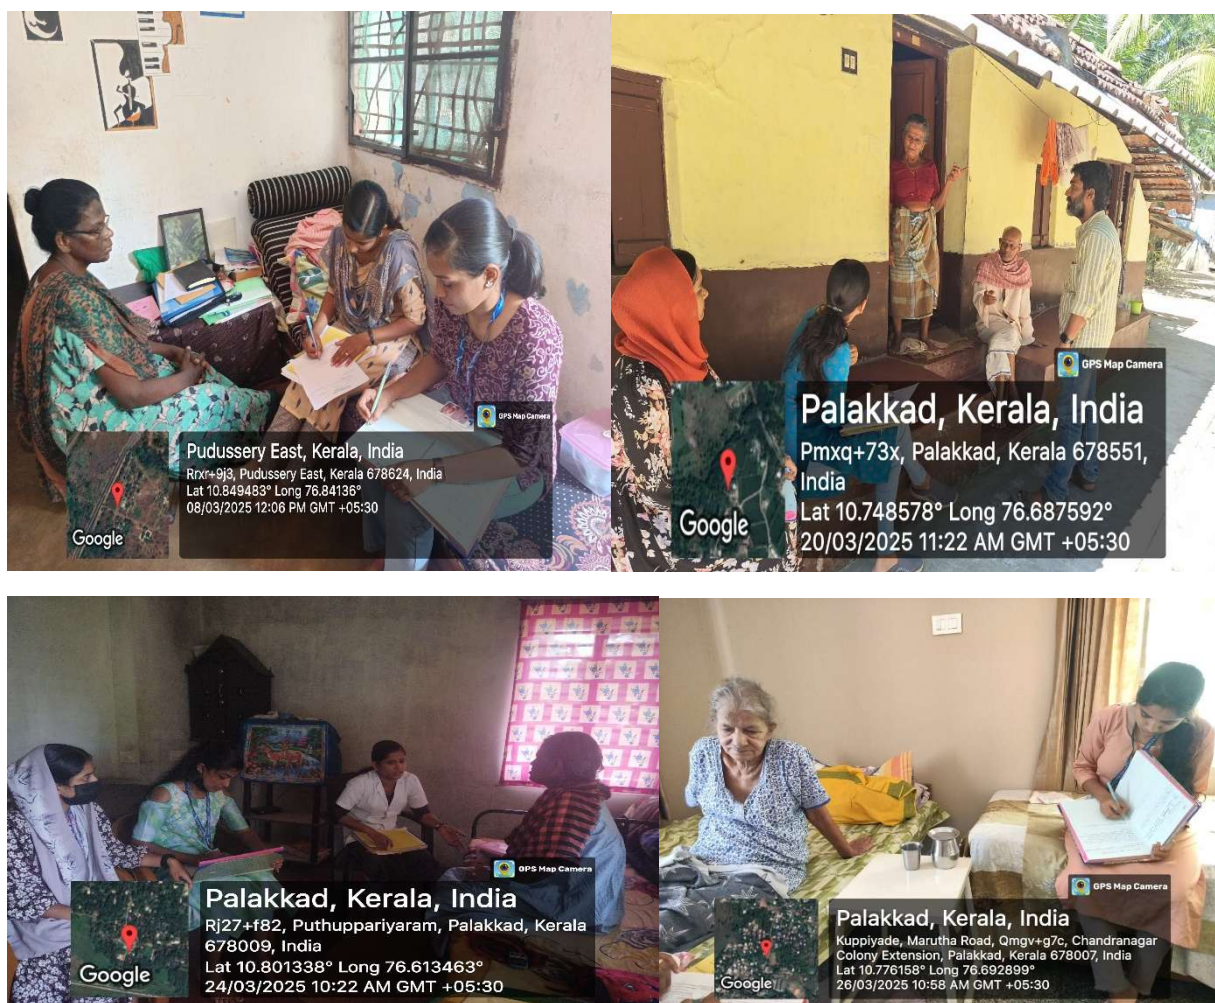 GPS Map Camera
Pudussery East, Kerala, India
Rrxr+9j3, Pudussery East, Kerala 678624, India
Lat 10.849483° Long 76.84136°
08/03/2025 12:06 PM GMT +05:30
Google
GPS Map Camera
Palakkad, Kerala, India
Pmxq+73x, Palakkad, Kerala 678551,
India
Lat 10.748578° Long 76.687592°
20/03/2025 11:22 AM GMT +05:30
Google
GPS Map Camera
Palakkad, Kerala, India
Rj27+f82, Puthuppariyaram, Palakkad, Kerala
678009, India
Lat 10.801338° Long 76.613463°
24/03/2025 10:22 AM GMT +05:30
Google
GPS Map Camera
Palakkad, Kerala, India
Kuppiyade, Marutha Road, Qmgv+g7c, Chandranagar
Colony Extension, Palakkad, Kerala 678007, India
Lat 10.776158° Long 76.692899°
26/03/2025 10:58 AM GMT +05:30
Google